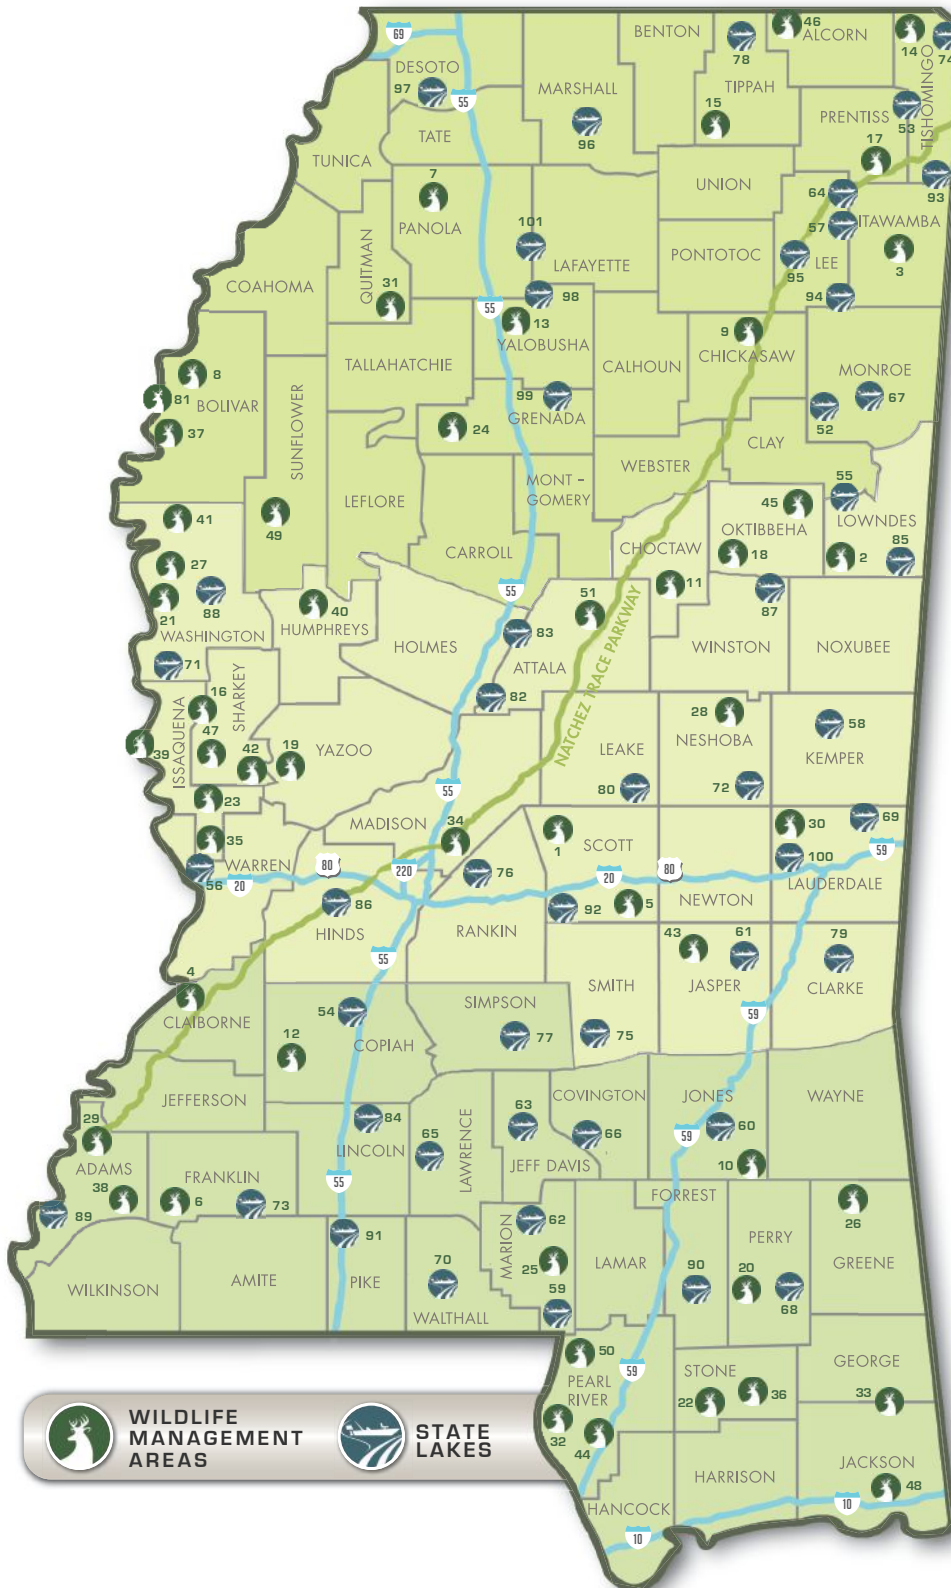 46
BENTON
ALCORN
69
14
74
78
DESOTO
TIPPAH
97
55
MARSHALL
15
PRENTISS
53
TISHOMINGO
96
TATE
17
TUNICA
7
UNION
64
93
PANOLA
101
57
ITAWAMBA
QUITMAN
PONTOTOC
LEE
3
LAFAYETTE
95
COAHOMA
31
98
94
55
13
9
YALOBUSHA
CHICKASAW
TALLAHATCHIE
CALHOUN
8
MONROE
81
BOLIVAR
99
67
SUNFLOWER
GRENADA
52
37
24
CLAY
WEBSTER
55
MONT –
GOMERY
LEFLORE
45
41
49
OKTIBBEHA
LOWNDES
CARROLL
CHOCTAW
85
18
2
27
55
11
88
51
21
40
87
WASHINGTON
HUMPHREYS
83
HOLMES
WINSTON
NOXUBEE
71
ATTALA
NATCHEZ TRACE PARKWAY
16
SHARKEY
82
28
ISSAQUENA
47
NESHOBA
58
39
42
19
YAZOO
LEAKE
KEMPER
55
80
72
23
MADISON
34
30
69
35
1
SCOTT
59
WARREN
80
220
76
20
80
100
56
20
LAUDERDALE
86
92
5
NEWTON
HINDS
RANKIN
43
61
79
55
4
SMITH
JASPER
CLARKE
SIMPSON
CLAIBORNE
54
59
12
COPIAH
77
75
JEFFERSON
COVINGTON
JONES
WAYNE
29
84
63
LAWRENCE
LINCOLN
65
66
59
60
ADAMS
JEFF DAVIS
FRANKLIN
10
38
6
73
55
FORREST
89
62
26
91
MARION
PERRY
25
LAMAR
GREENE
WILKINSON
AMITE
PIKE
70
90
20
59
68
WALTHALL
50
59
STONE
GEORGE
PEARL
RIVER
22
36
33
32
44
WILDLIFE
MANAGEMENT
AREAS
STATE
LAKES
JACKSON
HARRISON
48
HANCOCK
10
10